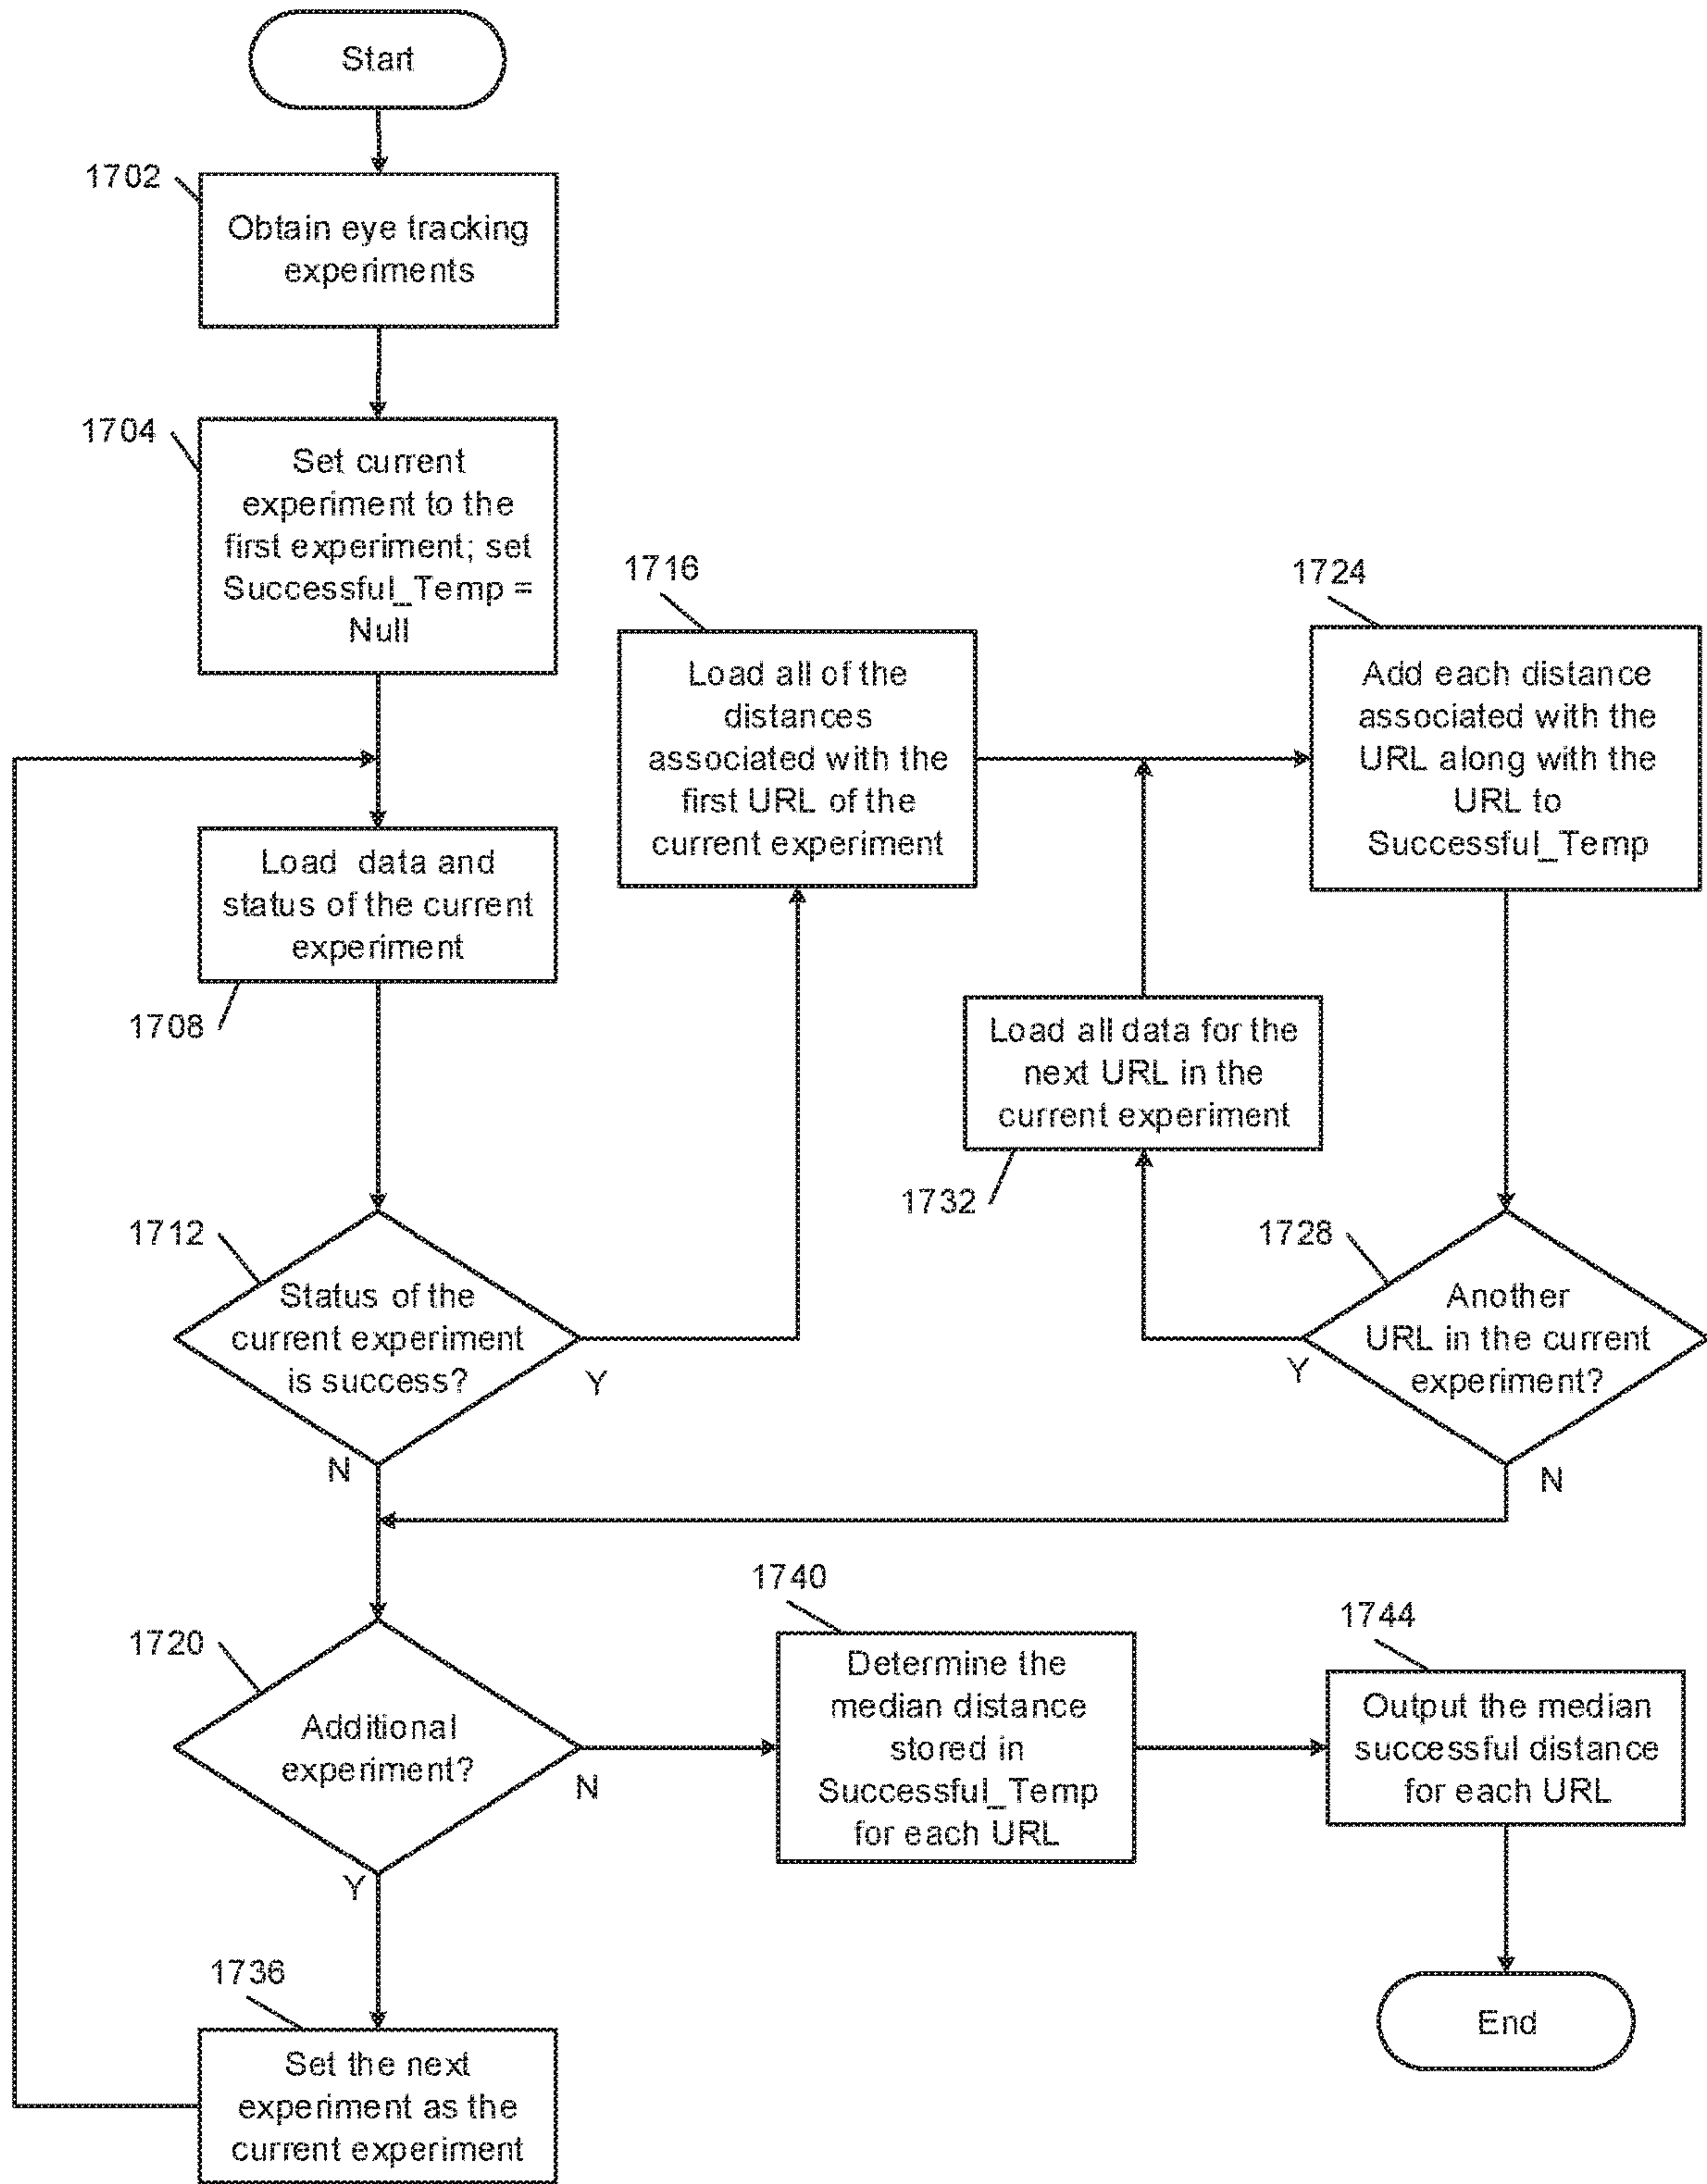 Start
1702
Obtain eye tracking
experiments
1704
Set current
experiment to the
first experiment; set
Successful_Temp =
Null
1716
Load all of the
distances
associated with the
first URL of the
current experiment
1724
Add each distance
associated with the
URL along with the
URL to
Successful_Temp
Load data and
status of the current
experiment
1708
Load all data for the
next URL in the
current experiment
1732
1712
Status of the
current experiment
is success?
Y
N
1728
Another
URL in the current
experiment?
Y
N
1720
Additional
experiment?
N
Y
1740
Determine the
median distance
stored in
Successful_Temp
for each URL
1744
Output the median
successful distance
for each URL
1736
Set the next
experiment as the
current experiment
End